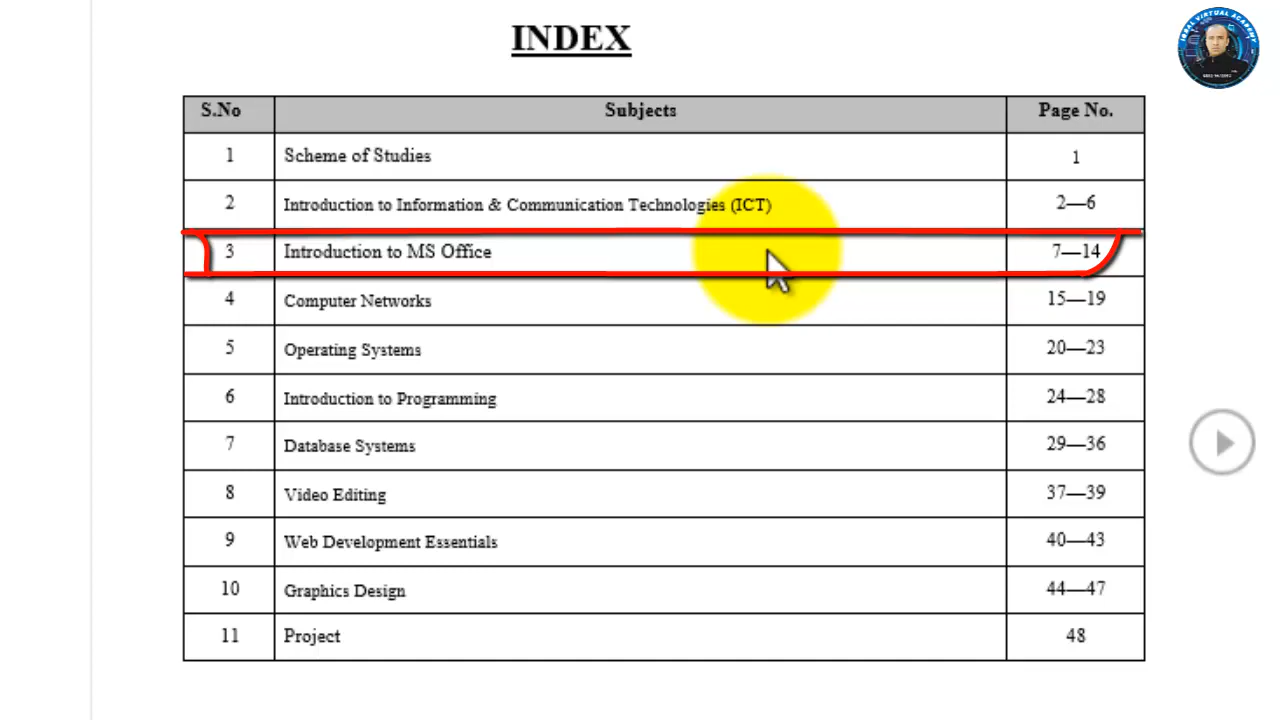 INDEX
IQBAL VIRTUAL ACADEMY
S.No Subjects Page No.
1 Scheme of Studies 1
2 Introduction to Information & Communication Technologies (ICT) 2—6
3 Introduction to MS Office 7—14
4 Computer Networks 15—19
5 Operating Systems 20—23
6 Introduction to Programming 24—28
7 Database Systems 29—36
8 Video Editing 37—39
9 Web Development Essentials 40—43
10 Graphics Design 44—47
11 Project 48